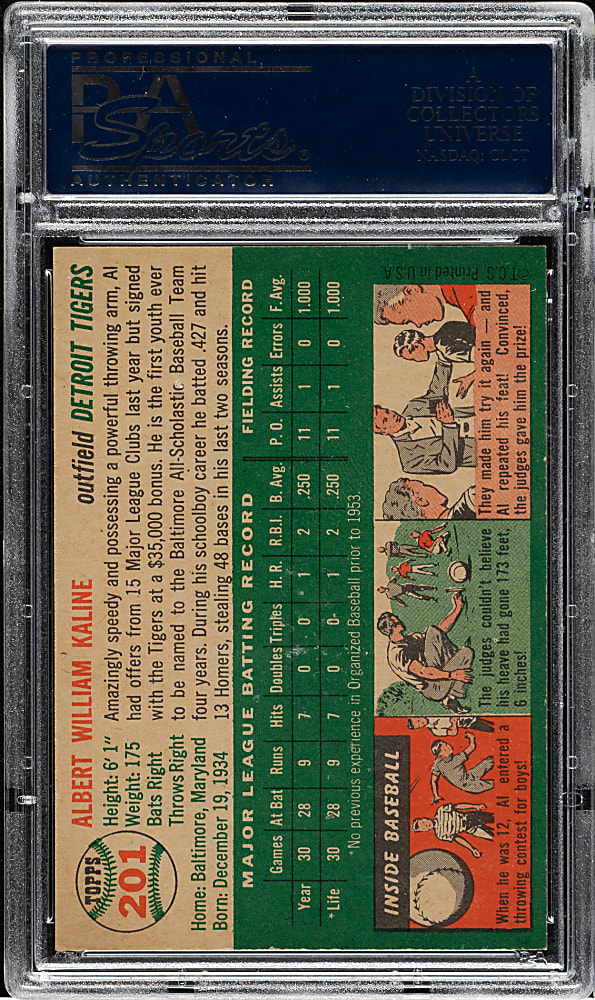 PROFESSIONAL
PSA
Sports.
AUTHENTICATOR
A
DIVISION OF
COLLECTORS
UNIVERSE
NASDAQ: CLCT
TOPPS
201
ALBERT WILLIAM KALINE
outfield DETROIT TIGERS
Height: 6' 1"
Weight: 175
Bats Right
Throws Right
Home: Baltimore, Maryland
Born: December 19, 1934
Amazingly speedy and possessing a powerful throwing arm, Al
had offers from 15 Major League Clubs last year but signed
with the Tigers at a $35,000 bonus. He is the first youth ever
to be named to the Baltimore All-Scholastic Baseball Team
four years. During his schoolboy career he batted .427 and hit
13 Homers, stealing 48 bases in his last two seasons.
MAJOR LEAGUE BATTING RECORD FIELDING RECORD
Games At Bat Runs Hits Doubles Triples H. R. R.B.I. B. Avg. P. O. Assists Errors F. Avg.
Year 30 28 9 7 0 0 1 2 .250 11 1 0 1.000
*Life 30 28 9 7 0 0 1 2 .250 11 1 0 1.000
*No previous experience in Organized Baseball prior to 1953.
INSIDE BASEBALL
When he was 12, Al entered a
throwing contest for boys!
The judges couldn't believe
his heave had gone 173 feet,
6 inches!
They made him try it again — and
Al repeated his feat! Convinced,
the judges gave him the prize!
©T.C.G. Printed in U.S.A